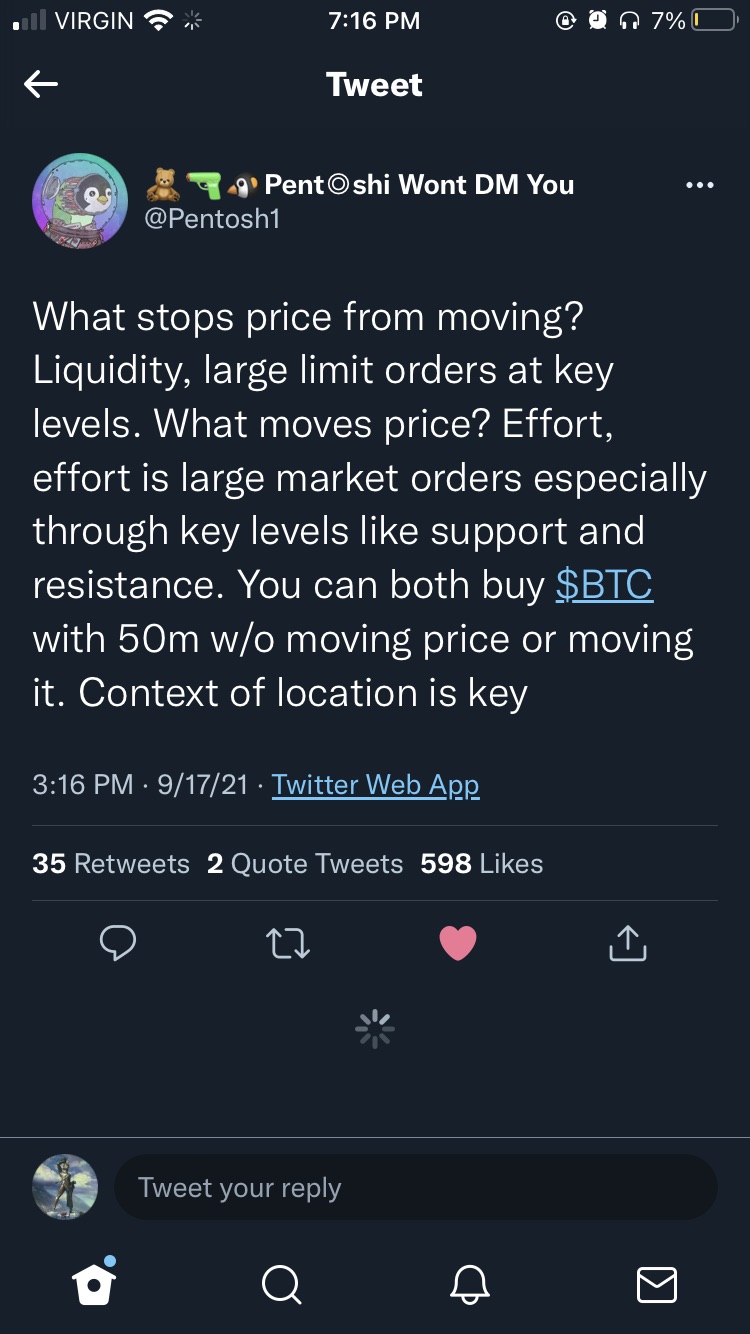 VIRGIN 7:16 PM 7%
Tweet
🧸🔫🐧 Pent◎shi Wont DM You
@Pentosh1
What stops price from moving?
Liquidity, large limit orders at key
levels. What moves price? Effort,
effort is large market orders especially
through key levels like support and
resistance. You can both buy $BTC
with 50m w/o moving price or moving
it. Context of location is key
3:16 PM · 9/17/21 · Twitter Web App
35 Retweets 2 Quote Tweets 598 Likes
Tweet your reply